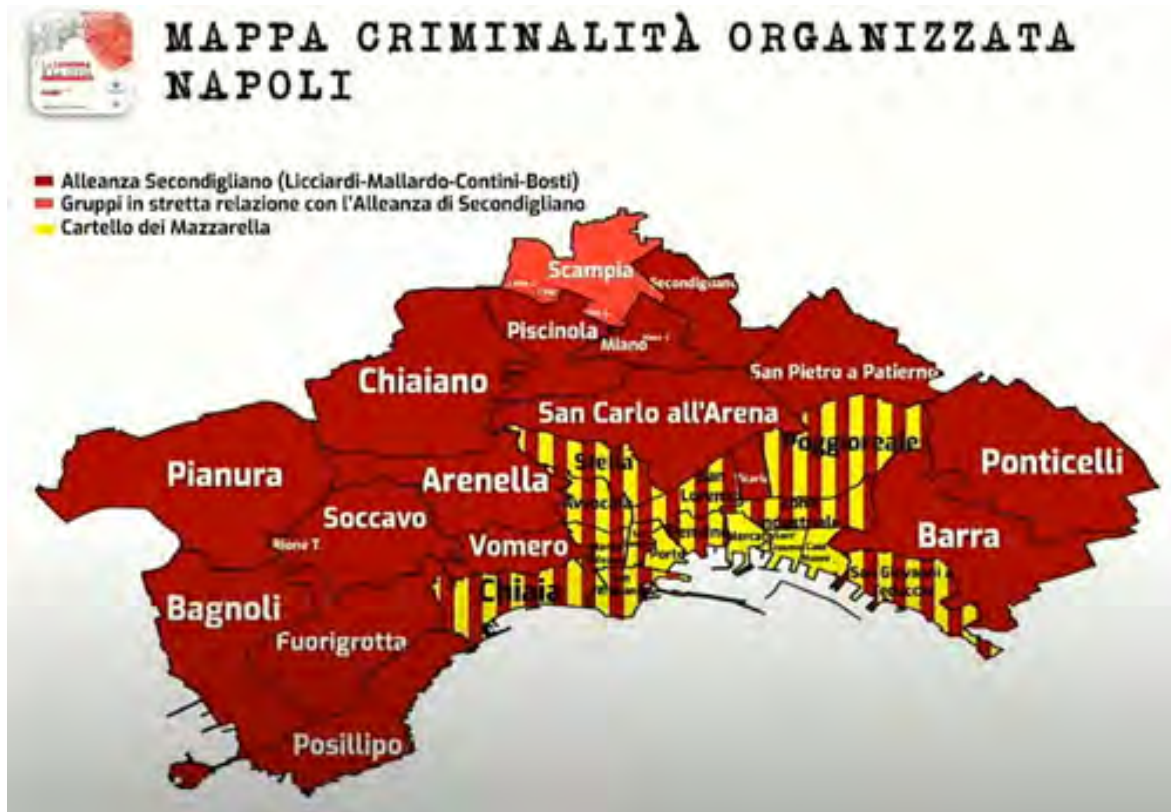 MAPPA CRIMINALITÀ ORGANIZZATA
NAPOLI
Alleanza Secondigliano (Licciardi-Mallardo-Contini-Bosti)
Gruppi in stretta relazione con l'Alleanza di Secondigliano
Cartello dei Mazzarella
Scampia
Secondigliano
Piscinola
Miano
Chiaiano
San Pietro a Patierno
San Carlo all'Arena
Poggioreale
Stella
Pianura
Arenella
Ponticelli
Soccavo
Rione T.
Vomero
Porto
Barra
Chiaia
Bagnoli
Fuorigrotta
Posillipo